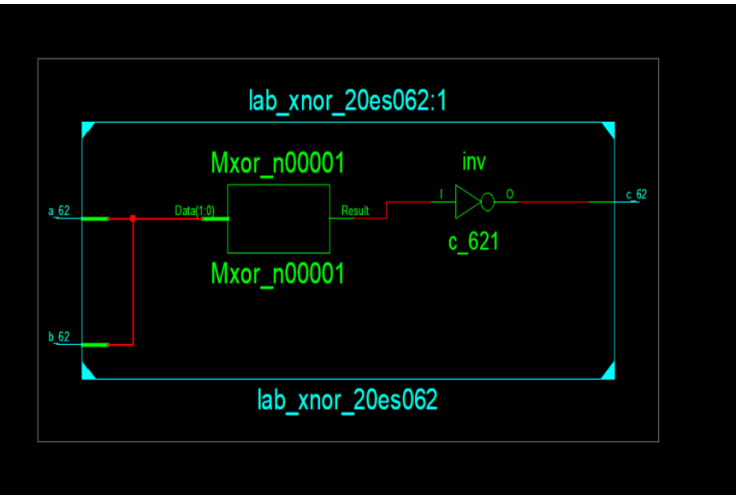 lab_xnor_20es062:1
Mxor_n00001
inv
a_62
Data(1:0)
Result
I
O
c_62
c_621
Mxor_n00001
b_62
lab_xnor_20es062